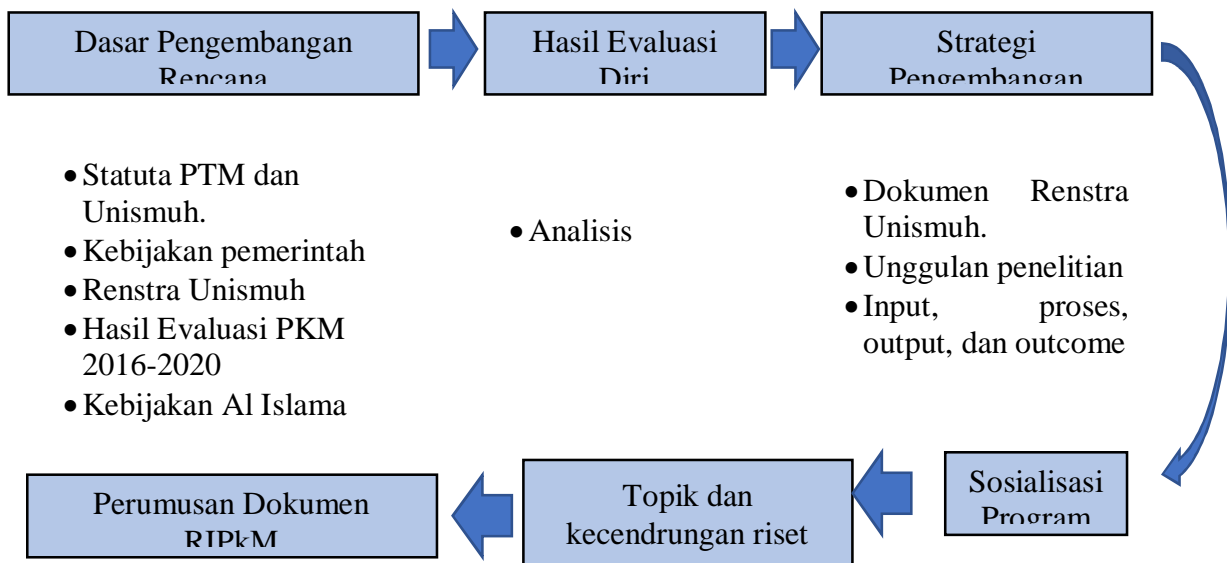 Dasar Pengembangan
Rencana
Hasil Evaluasi
Diri
Strategi
Pengembangan
• Statuta PTM dan
Unismuh.
• Kebijakan pemerintah
• Renstra Unismuh
• Hasil Evaluasi PKM
2016-2020
• Kebijakan Al Islama
• Analisis
• Dokumen Renstra
Unismuh.
• Unggulan penelitian
• Input, proses,
output, dan outcome
Sosialisasi
Program
Topik dan
kecendrungan riset
Perumusan Dokumen
RIPkM